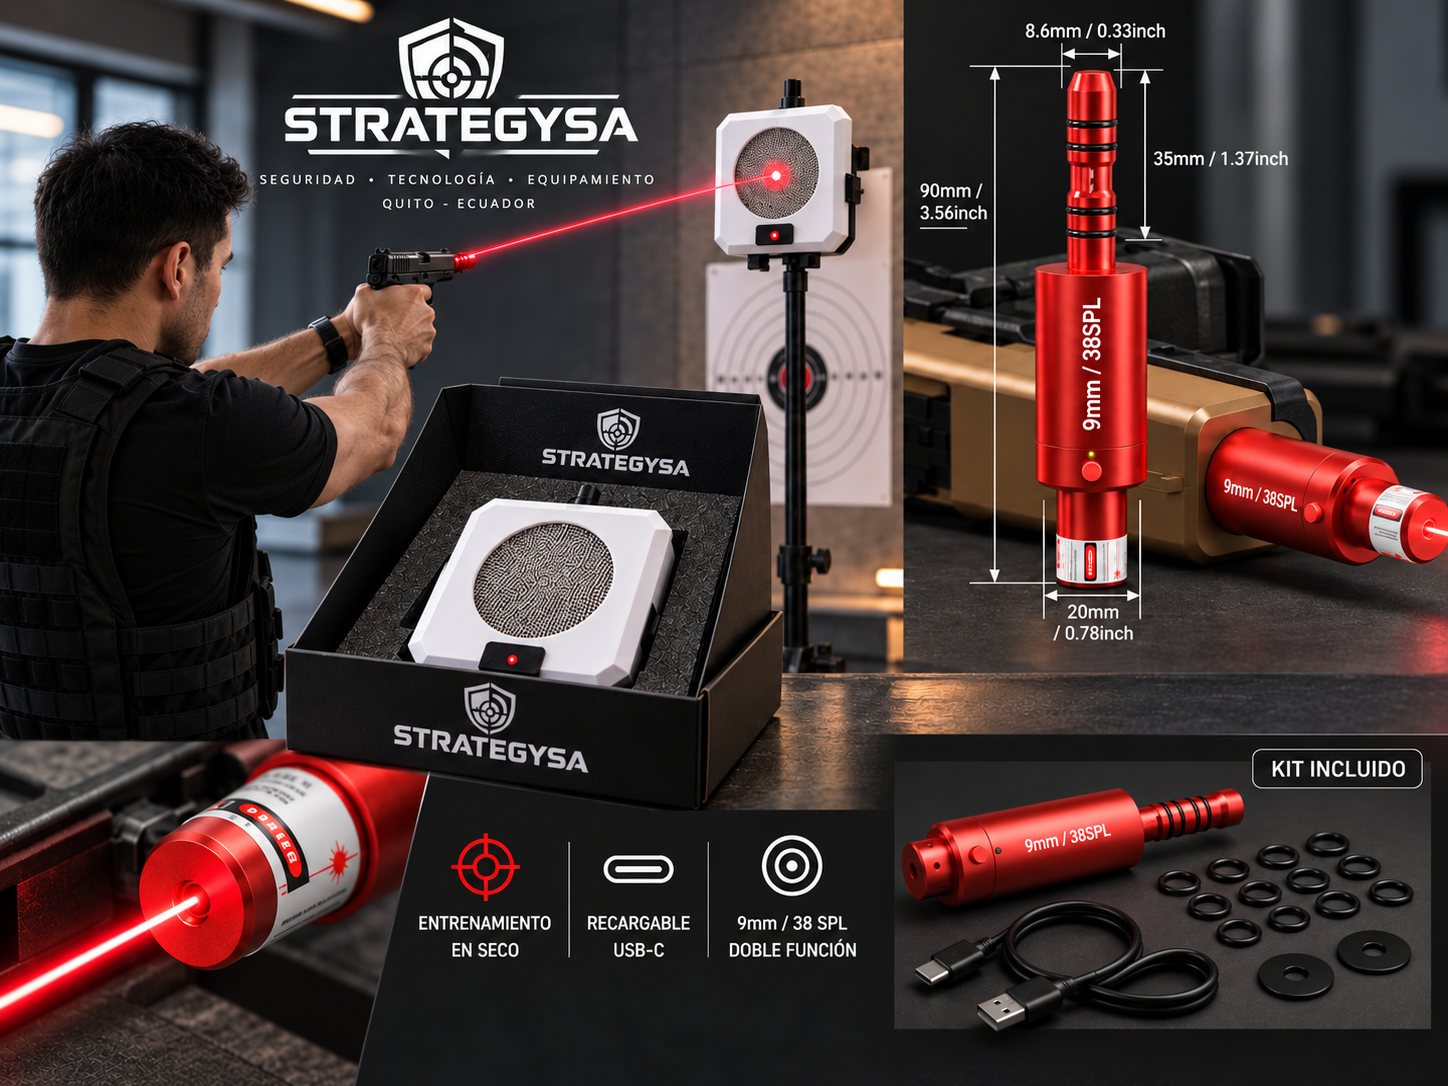 STRATEGYSA
SEGURIDAD • TECNOLOGÍA • EQUIPAMIENTO
QUITO - ECUADOR
STRATEGYSA
STRATEGYSA
8.6mm / 0.33inch
35mm / 1.37inch
90mm /
3.56inch
9mm / 38SPL
20mm
/ 0.78inch
9mm / 38SPL
ENTRENAMIENTO
EN SECO
RECARGABLE
USB-C
9mm / 38 SPL
DOBLE FUNCIÓN
KIT INCLUIDO
9mm / 38SPL